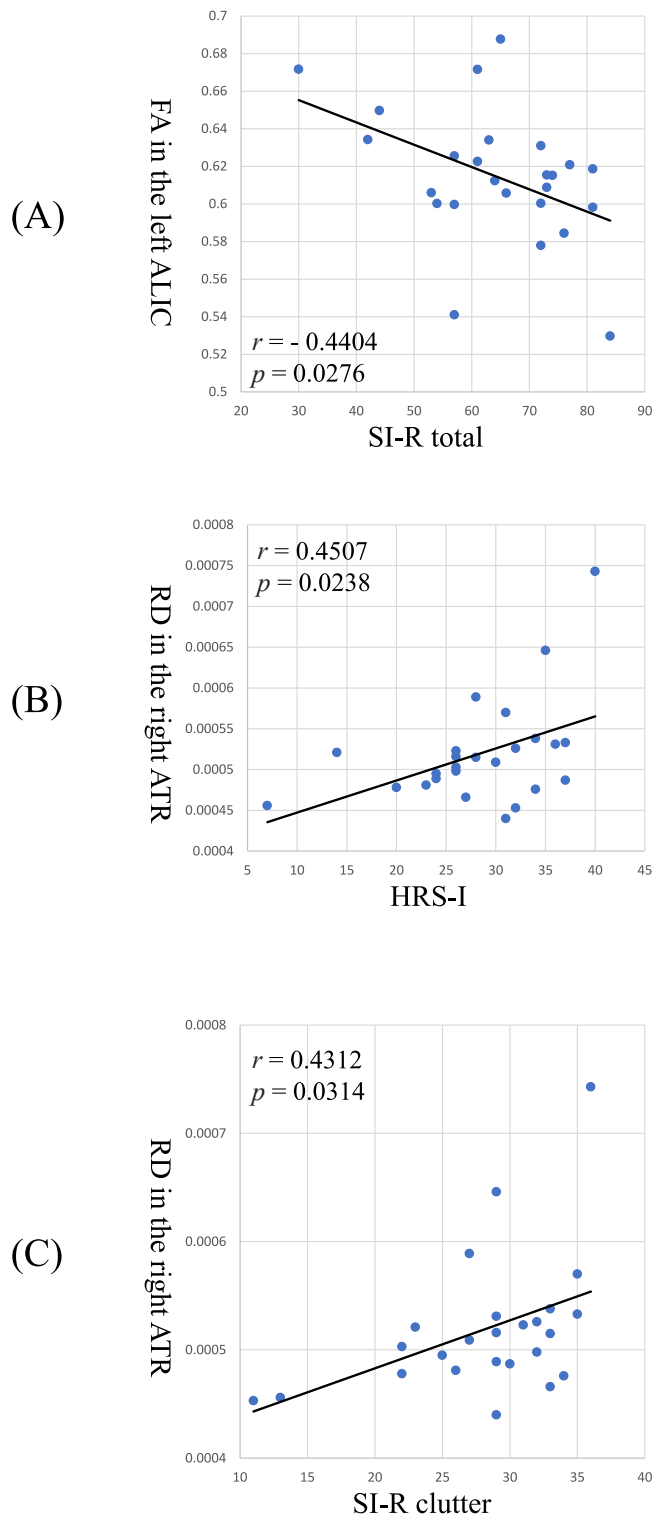 (A)
FA in the left ALIC
0.7
0.68
0.66
0.64
0.62
0.6
0.58
0.56
0.54
0.52
0.5
r = - 0.4404
p = 0.0276
20 30 40 50 60 70 80 90
SI-R total
(B)
RD in the right ATR
0.0008
0.00075
0.0007
0.00065
0.0006
0.00055
0.0005
0.00045
0.0004
r = 0.4507
p = 0.0238
5 10 15 20 25 30 35 40 45
HRS-I
(C)
RD in the right ATR
0.0008
0.0007
0.0006
0.0005
0.0004
r = 0.4312
p = 0.0314
10 15 20 25 30 35 40
SI-R clutter